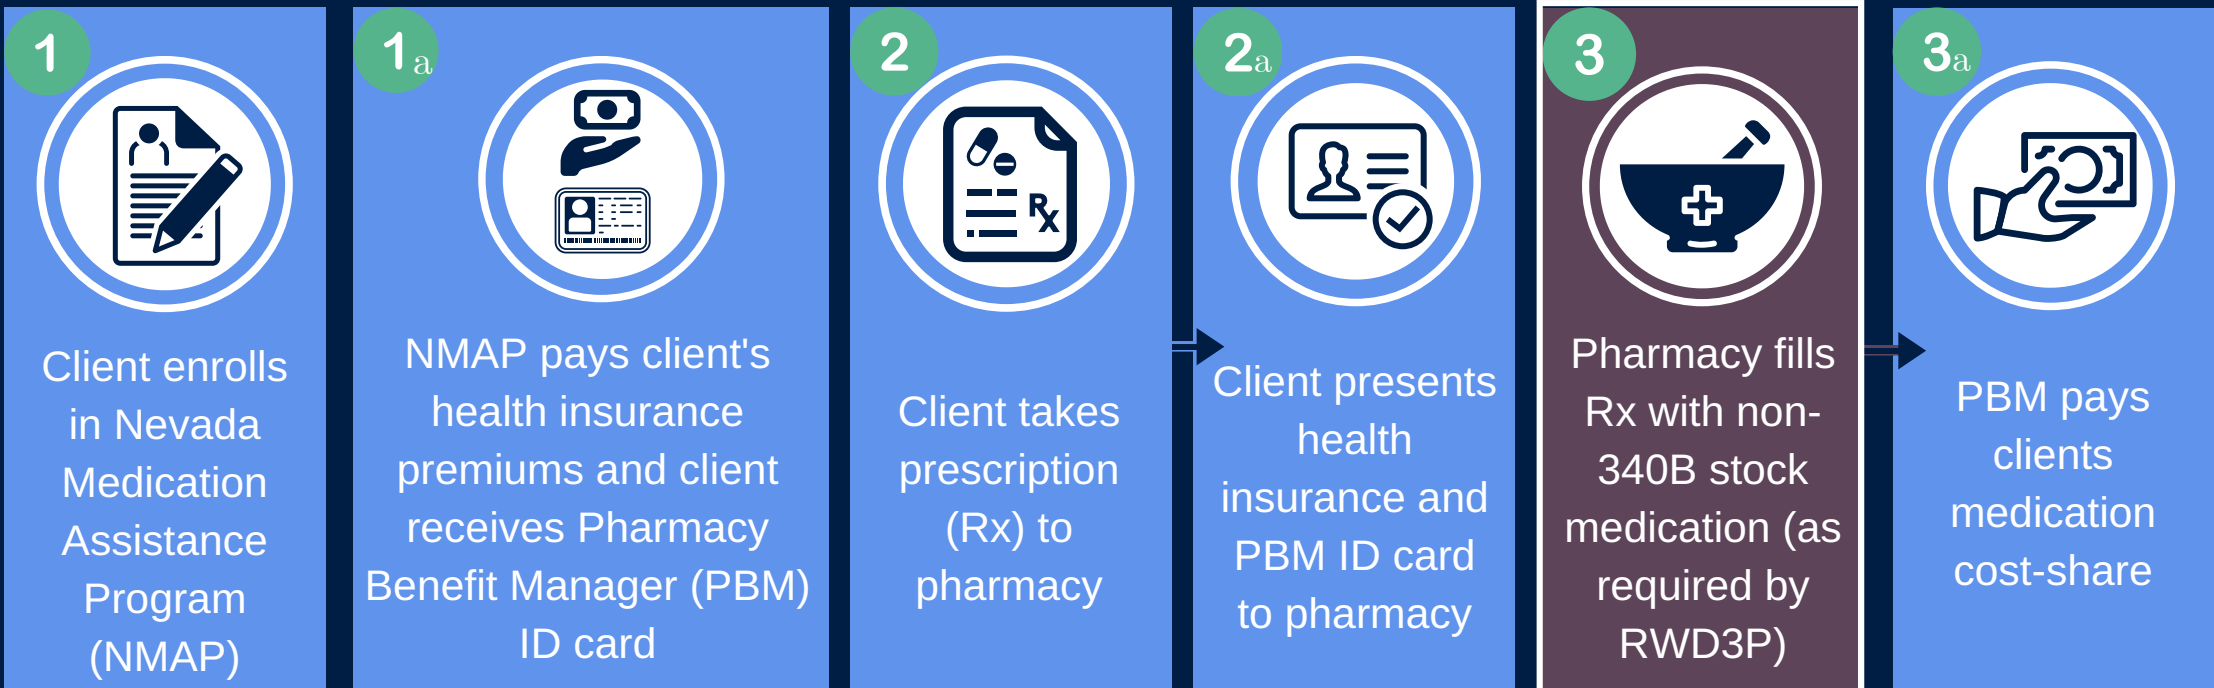 1
Client enrolls
in Nevada
Medication
Assistance
Program
(NMAP)
1a
NMAP pays client's
health insurance
premiums and client
receives Pharmacy
Benefit Manager (PBM)
ID card
2
Rx
Client takes
prescription
(Rx) to
pharmacy
2a
Client presents
health
insurance and
PBM ID card
to pharmacy
3
Pharmacy fills
Rx with non-
340B stock
medication (as
required by
RWD3P)
3a
PBM pays
clients
medication
cost-share